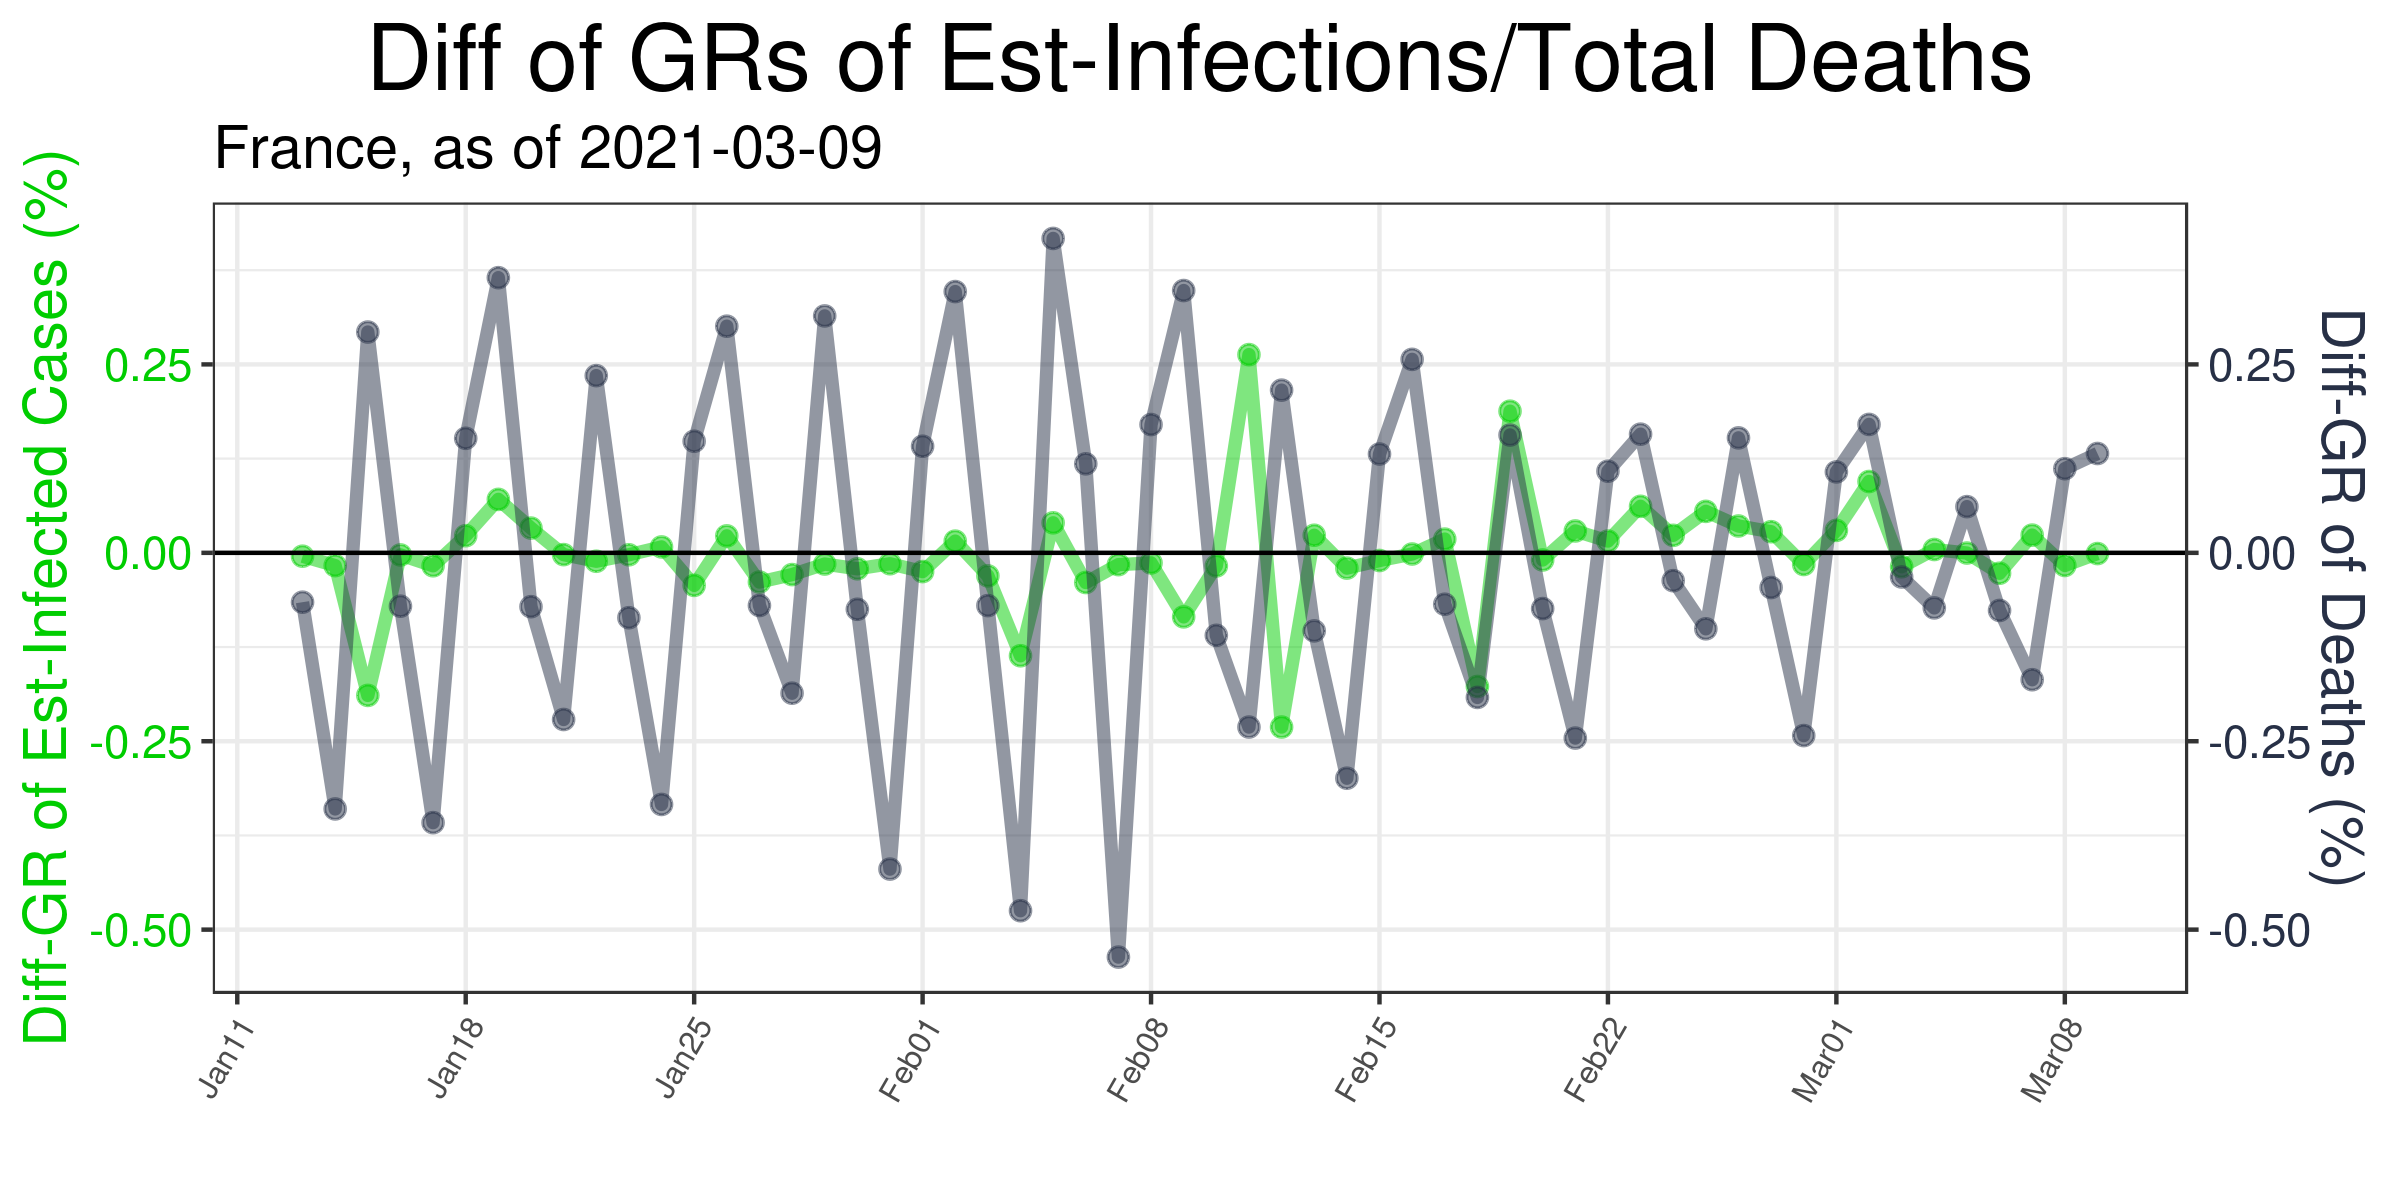 Diff of GRs of Est-Infections/Total Deaths
France, as of 2021-03-09
Diff-GR of Est-Infected Cases (%)
0.25
0.00
-0.25
-0.50
0.25
0.00
-0.25
-0.50
Diff-GR of Deaths (%)
Jan11
Jan18
Jan25
Feb01
Feb08
Feb15
Feb22
Mar01
Mar08